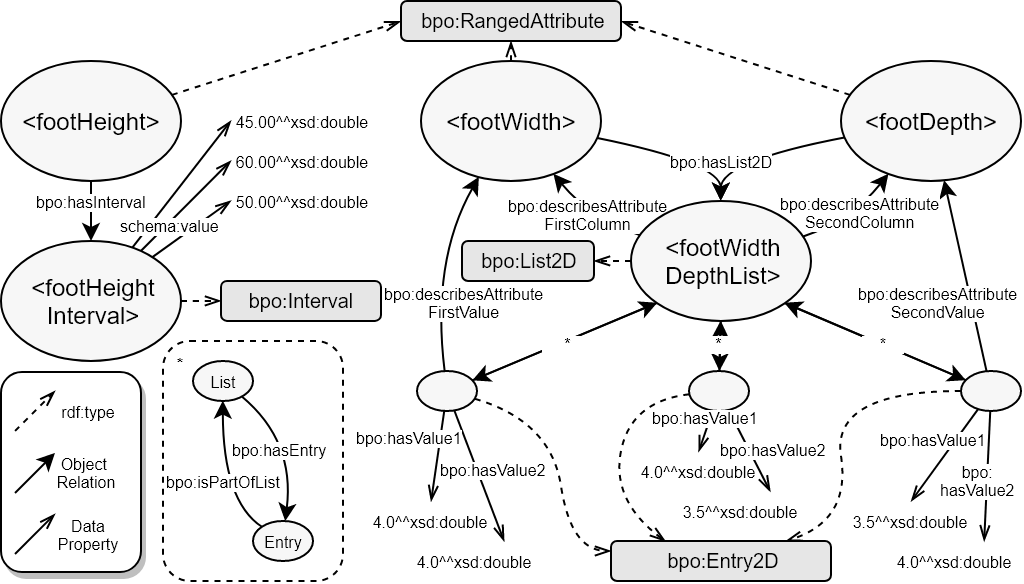 bpo:RangedAttribute
<footHeight>
<footWidth>
<footDepth>
45.00^^xsd:double
60.00^^xsd:double
50.00^^xsd:double
bpo:hasInterval
schema:value
bpo:hasList2D
bpo:describesAttribute
FirstColumn
bpo:describesAttribute
SecondColumn
<footHeight
Interval>
bpo:Interval
bpo:List2D
<footWidth
DepthList>
bpo:describesAttribute
FirstValue
bpo:describesAttribute
SecondValue
*
*
*
*
List
bpo:hasEntry
bpo:isPartOfList
Entry
rdf:type
Object
Relation
Data
Property
bpo:hasValue1
bpo:hasValue2
4.0^^xsd:double
4.0^^xsd:double
bpo:hasValue1
bpo:hasValue2
4.0^^xsd:double
3.5^^xsd:double
bpo:hasValue1
bpo:
hasValue2
3.5^^xsd:double
4.0^^xsd:double
bpo:Entry2D